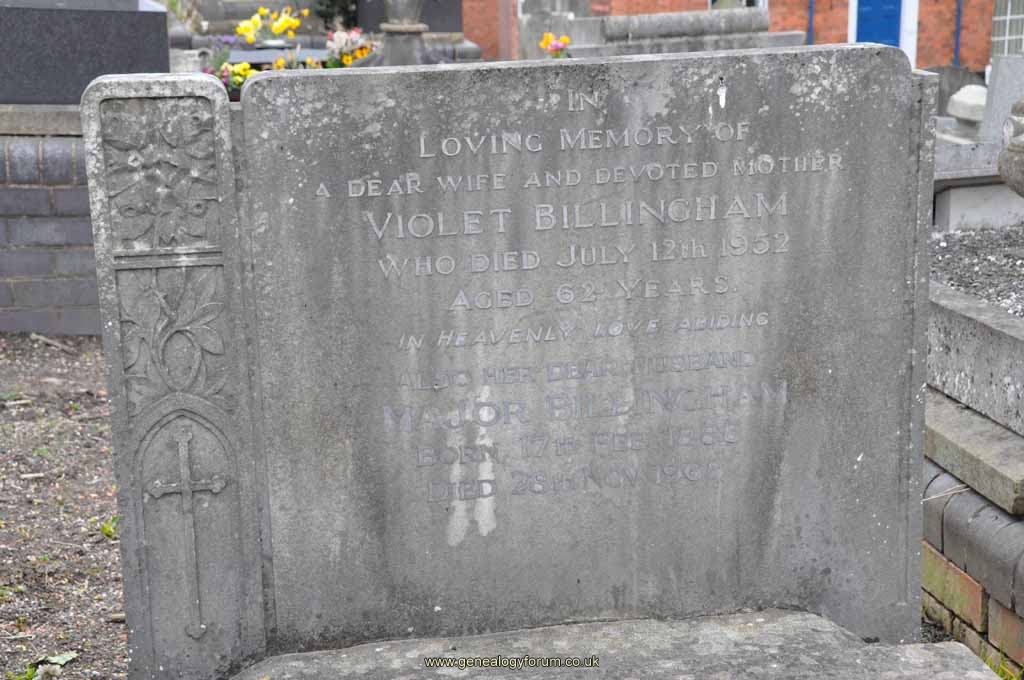 IN
LOVING MEMORY OF
A DEAR WIFE AND DEVOTED MOTHER
VIOLET BILLINGHAM
WHO DIED JULY 12th 1952
AGED 62 YEARS.
IN HEAVENLY LOVE ABIDING
ALSO HER DEAR HUSBAND
MAJOR BILLINGHAM
BORN 17th FEB
DIED 28th NOV
www.genealogyforum.co.uk